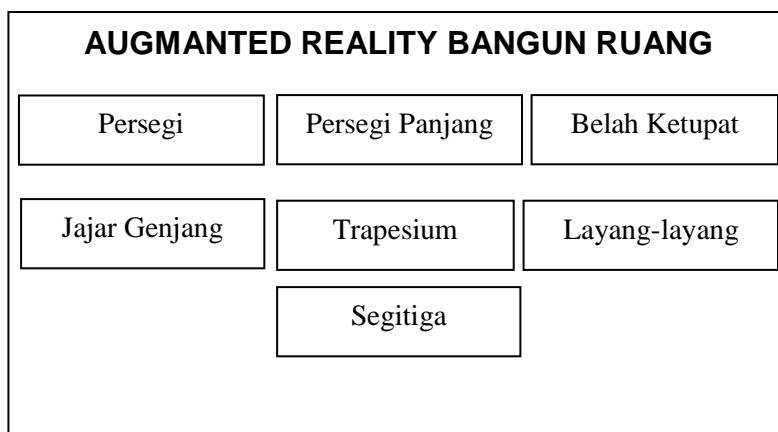 AUGMANTED REALITY BANGUN RUANG
Persegi
Persegi Panjang
Belah Ketupat
Jajar Genjang
Trapesium
Layang-layang
Segitiga